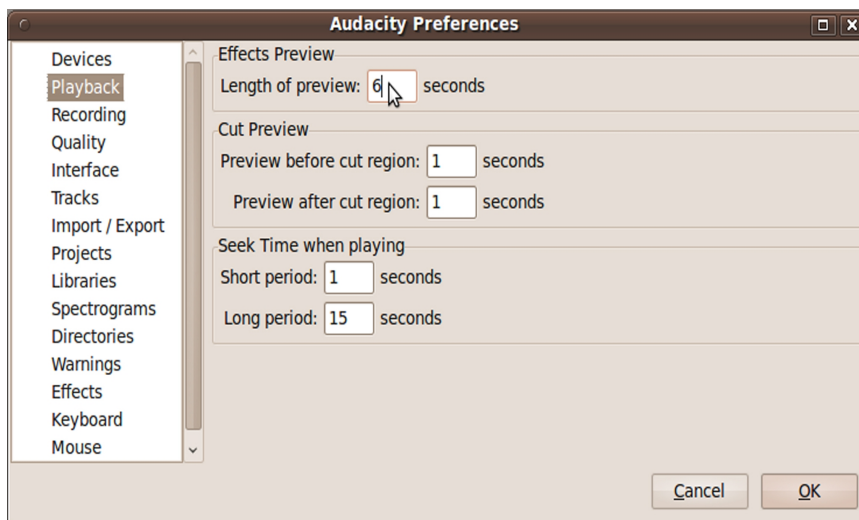 Audacity Preferences
Devices
Playback
Recording
Quality
Interface
Tracks
Import / Export
Projects
Libraries
Spectrograms
Directories
Warnings
Effects
Keyboard
Mouse
Effects Preview
Length of preview: 6 seconds
Cut Preview
Preview before cut region: 1 seconds
Preview after cut region: 1 seconds
Seek Time when playing
Short period: 1 seconds
Long period: 15 seconds
Cancel OK